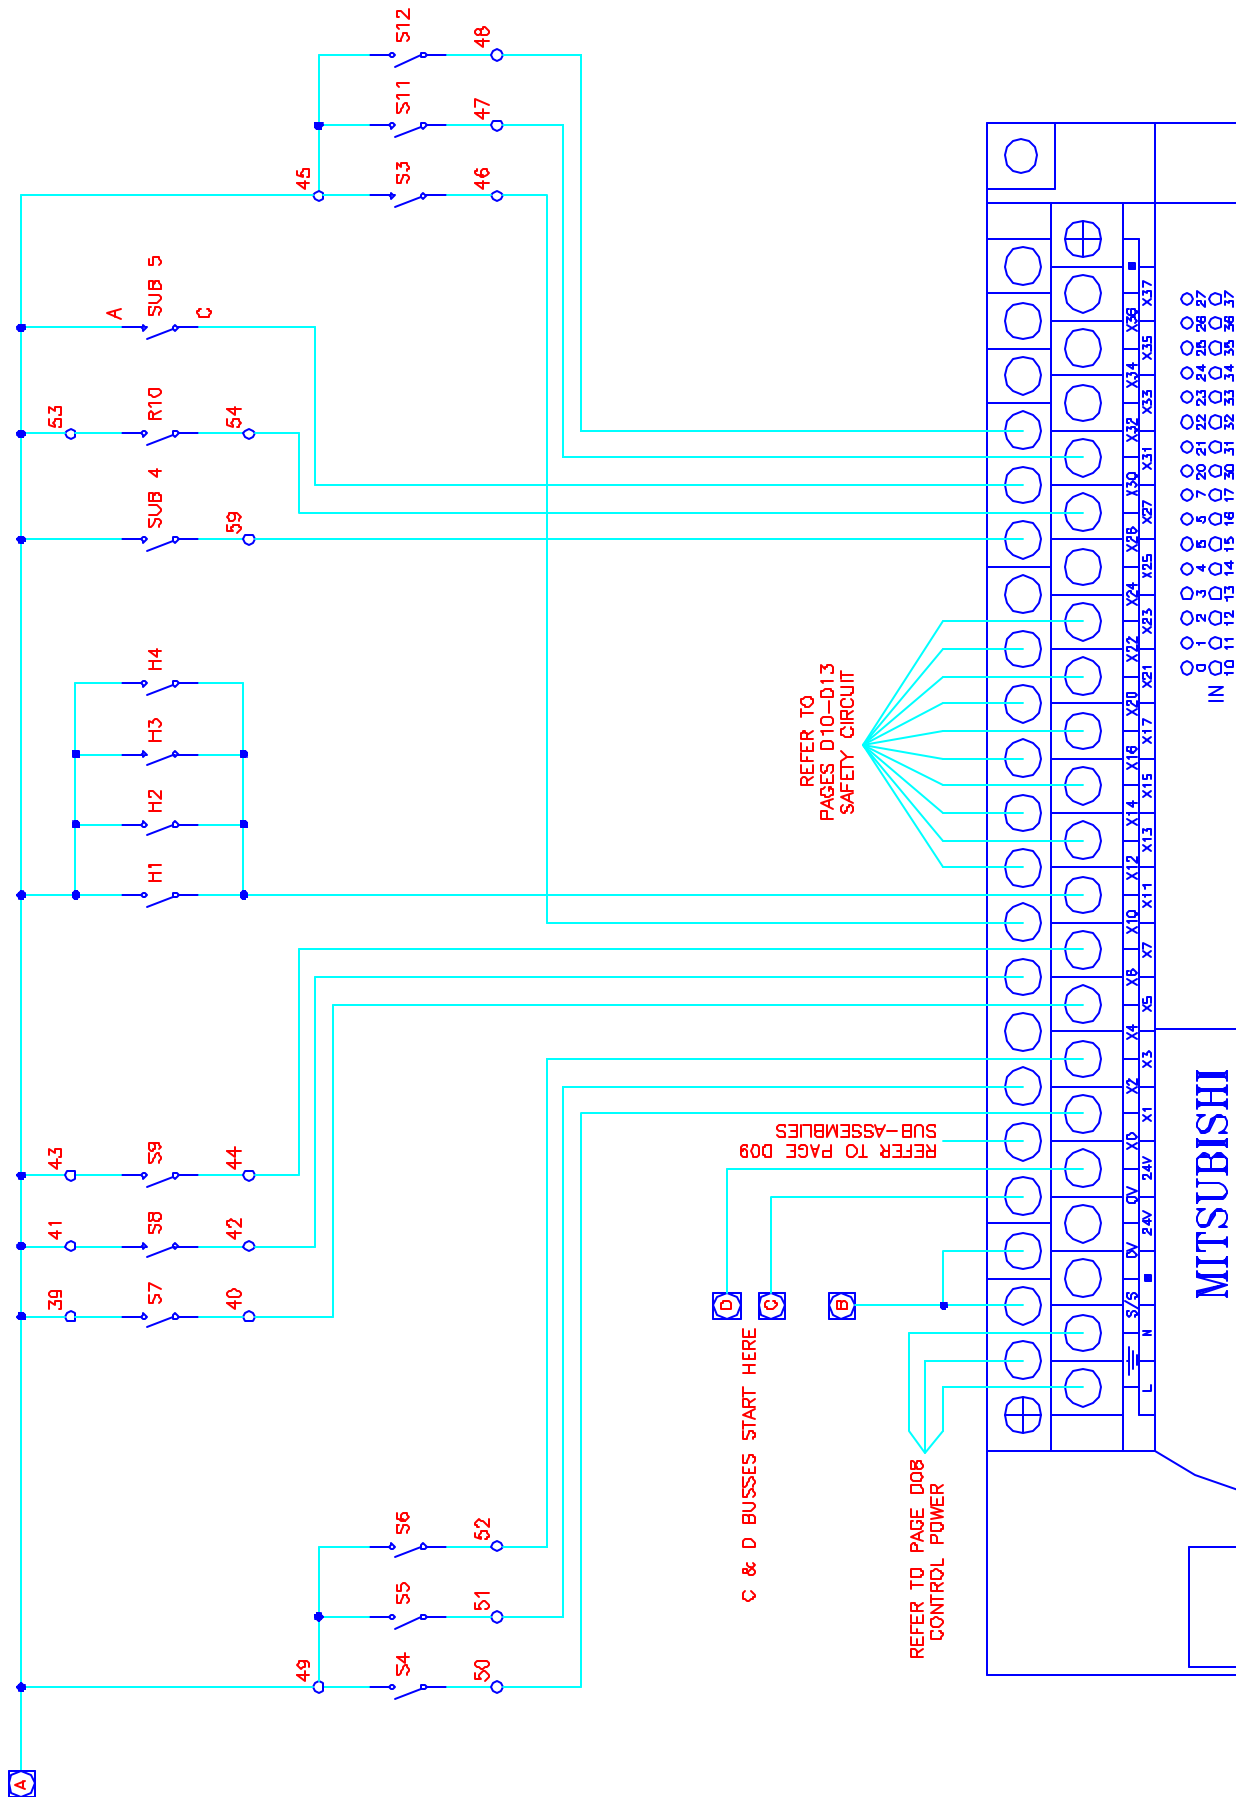 S12
48
S11
47
S3
46
45
SUB 5
A
C
R10
53
54
SUB 4
59
H4
H3
H2
H1
S9
43
44
S8
41
42
S7
39
40
S6
52
S5
51
S4
50
49
A
REFER TO
PAGES D10-D13
SAFETY CIRCUIT
REFER TO PAGE D09
SUB-ASSEMBLIES
D
C
B
C & D BUSSES START HERE
REFER TO PAGE D08
CONTROL POWER
S/S 0V 0V X0 X2 X4 X6 X10 X12 X14 X16 X20 X22 X24 X26 X30 X32 X34 X36
L N 24V 24V X1 X3 X5 X7 X11 X13 X15 X17 X21 X23 X25 X27 X31 X33 X35 X37
IN
0 1 2 3 4 5 7 20 21 22 23 24 25 26 27
10 11 12 13 14 15 16 17 30 31 32 33 34 35 36 37
MITSUBISHI